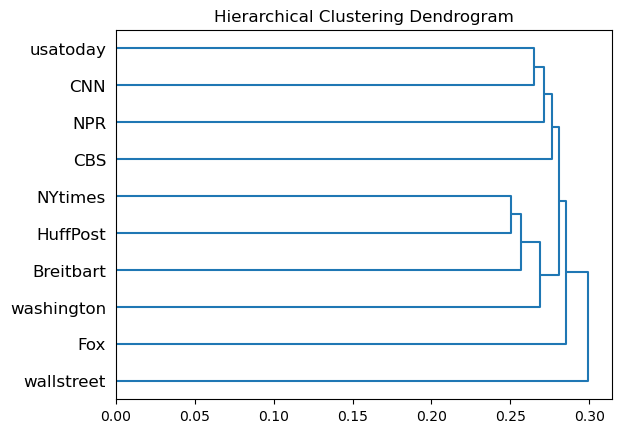 Hierarchical Clustering Dendrogram
usatoday
CNN
NPR
CBS
NYtimes
HuffPost
Breitbart
washington
Fox
wallstreet
0.00 0.05 0.10 0.15 0.20 0.25 0.30